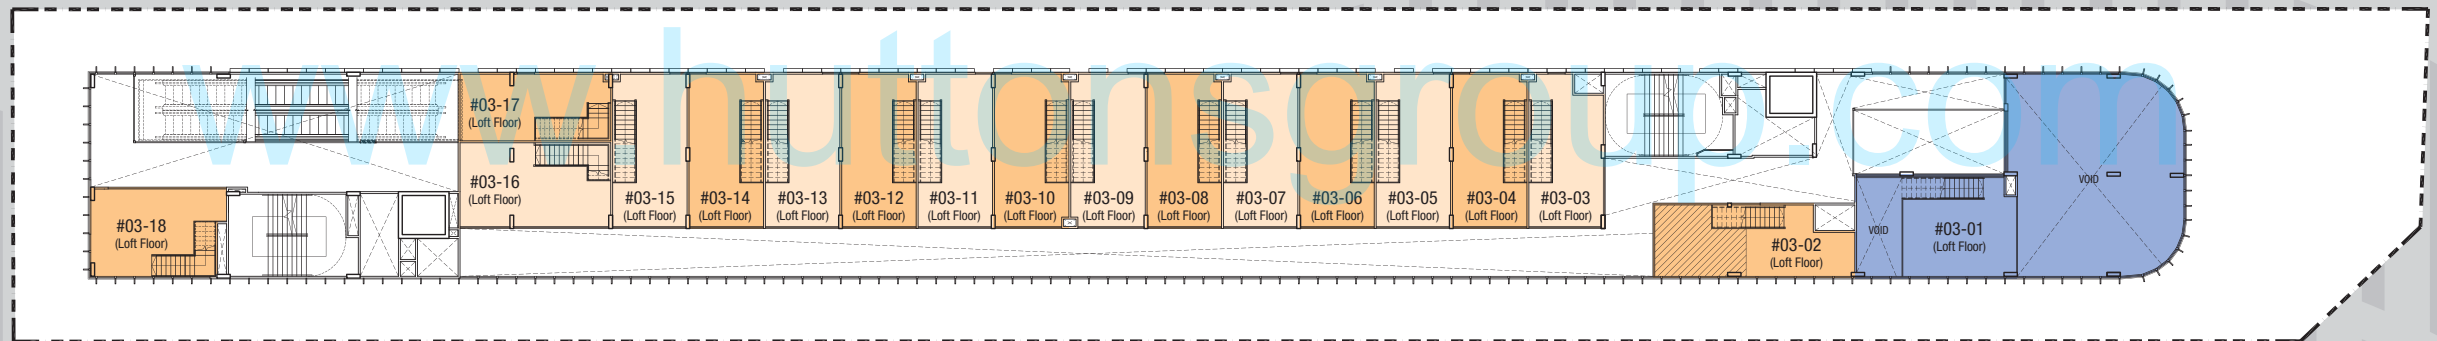 www.huttonsgroup.com
#03-17
(Loft Floor)
#03-16
(Loft Floor)
#03-15
(Loft Floor)
#03-14
(Loft Floor)
#03-13
(Loft Floor)
#03-12
(Loft Floor)
#03-11
(Loft Floor)
#03-10
(Loft Floor)
#03-09
(Loft Floor)
#03-08
(Loft Floor)
#03-07
(Loft Floor)
#03-06
(Loft Floor)
#03-05
(Loft Floor)
#03-04
(Loft Floor)
#03-03
(Loft Floor)
VOID
#03-18
(Loft Floor)
#03-02
(Loft Floor)
VOID
#03-01
(Loft Floor)